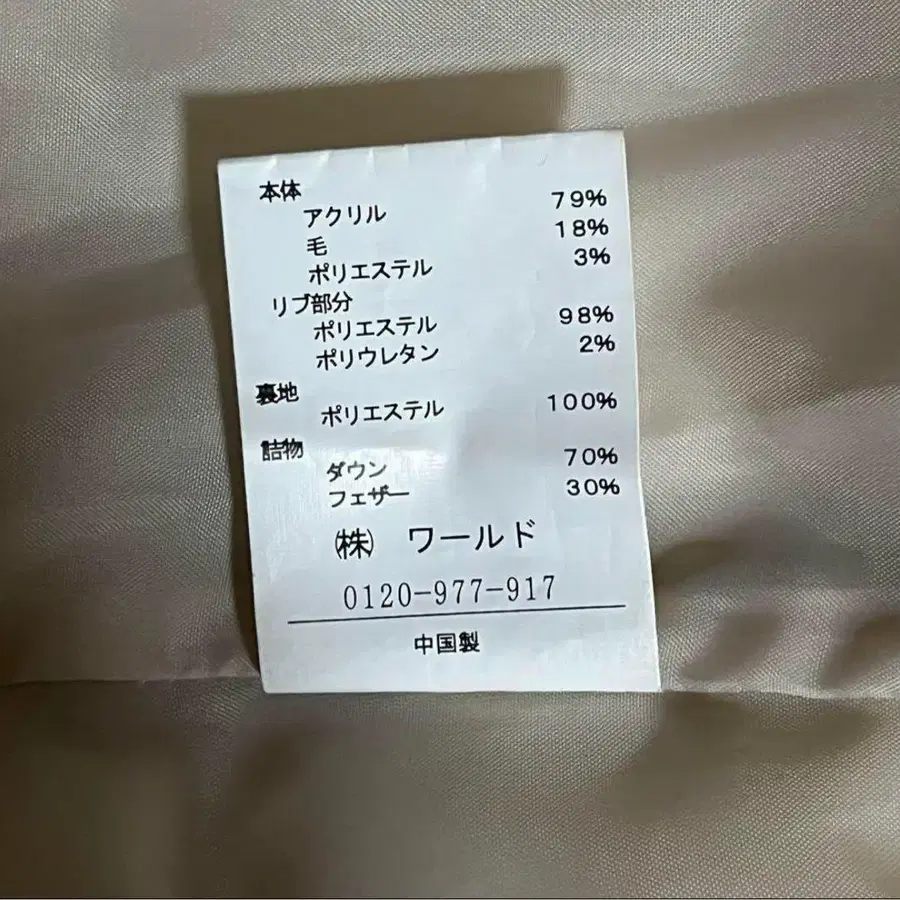 本体
アクリル 79%
毛 18%
ポリエステル 3%
リブ部分
ポリエステル 98%
ポリウレタン 2%
裏地
ポリエステル 100%
詰物
ダウン 70%
フェザー 30%
㈱ ワールド
0120-977-917
中国製